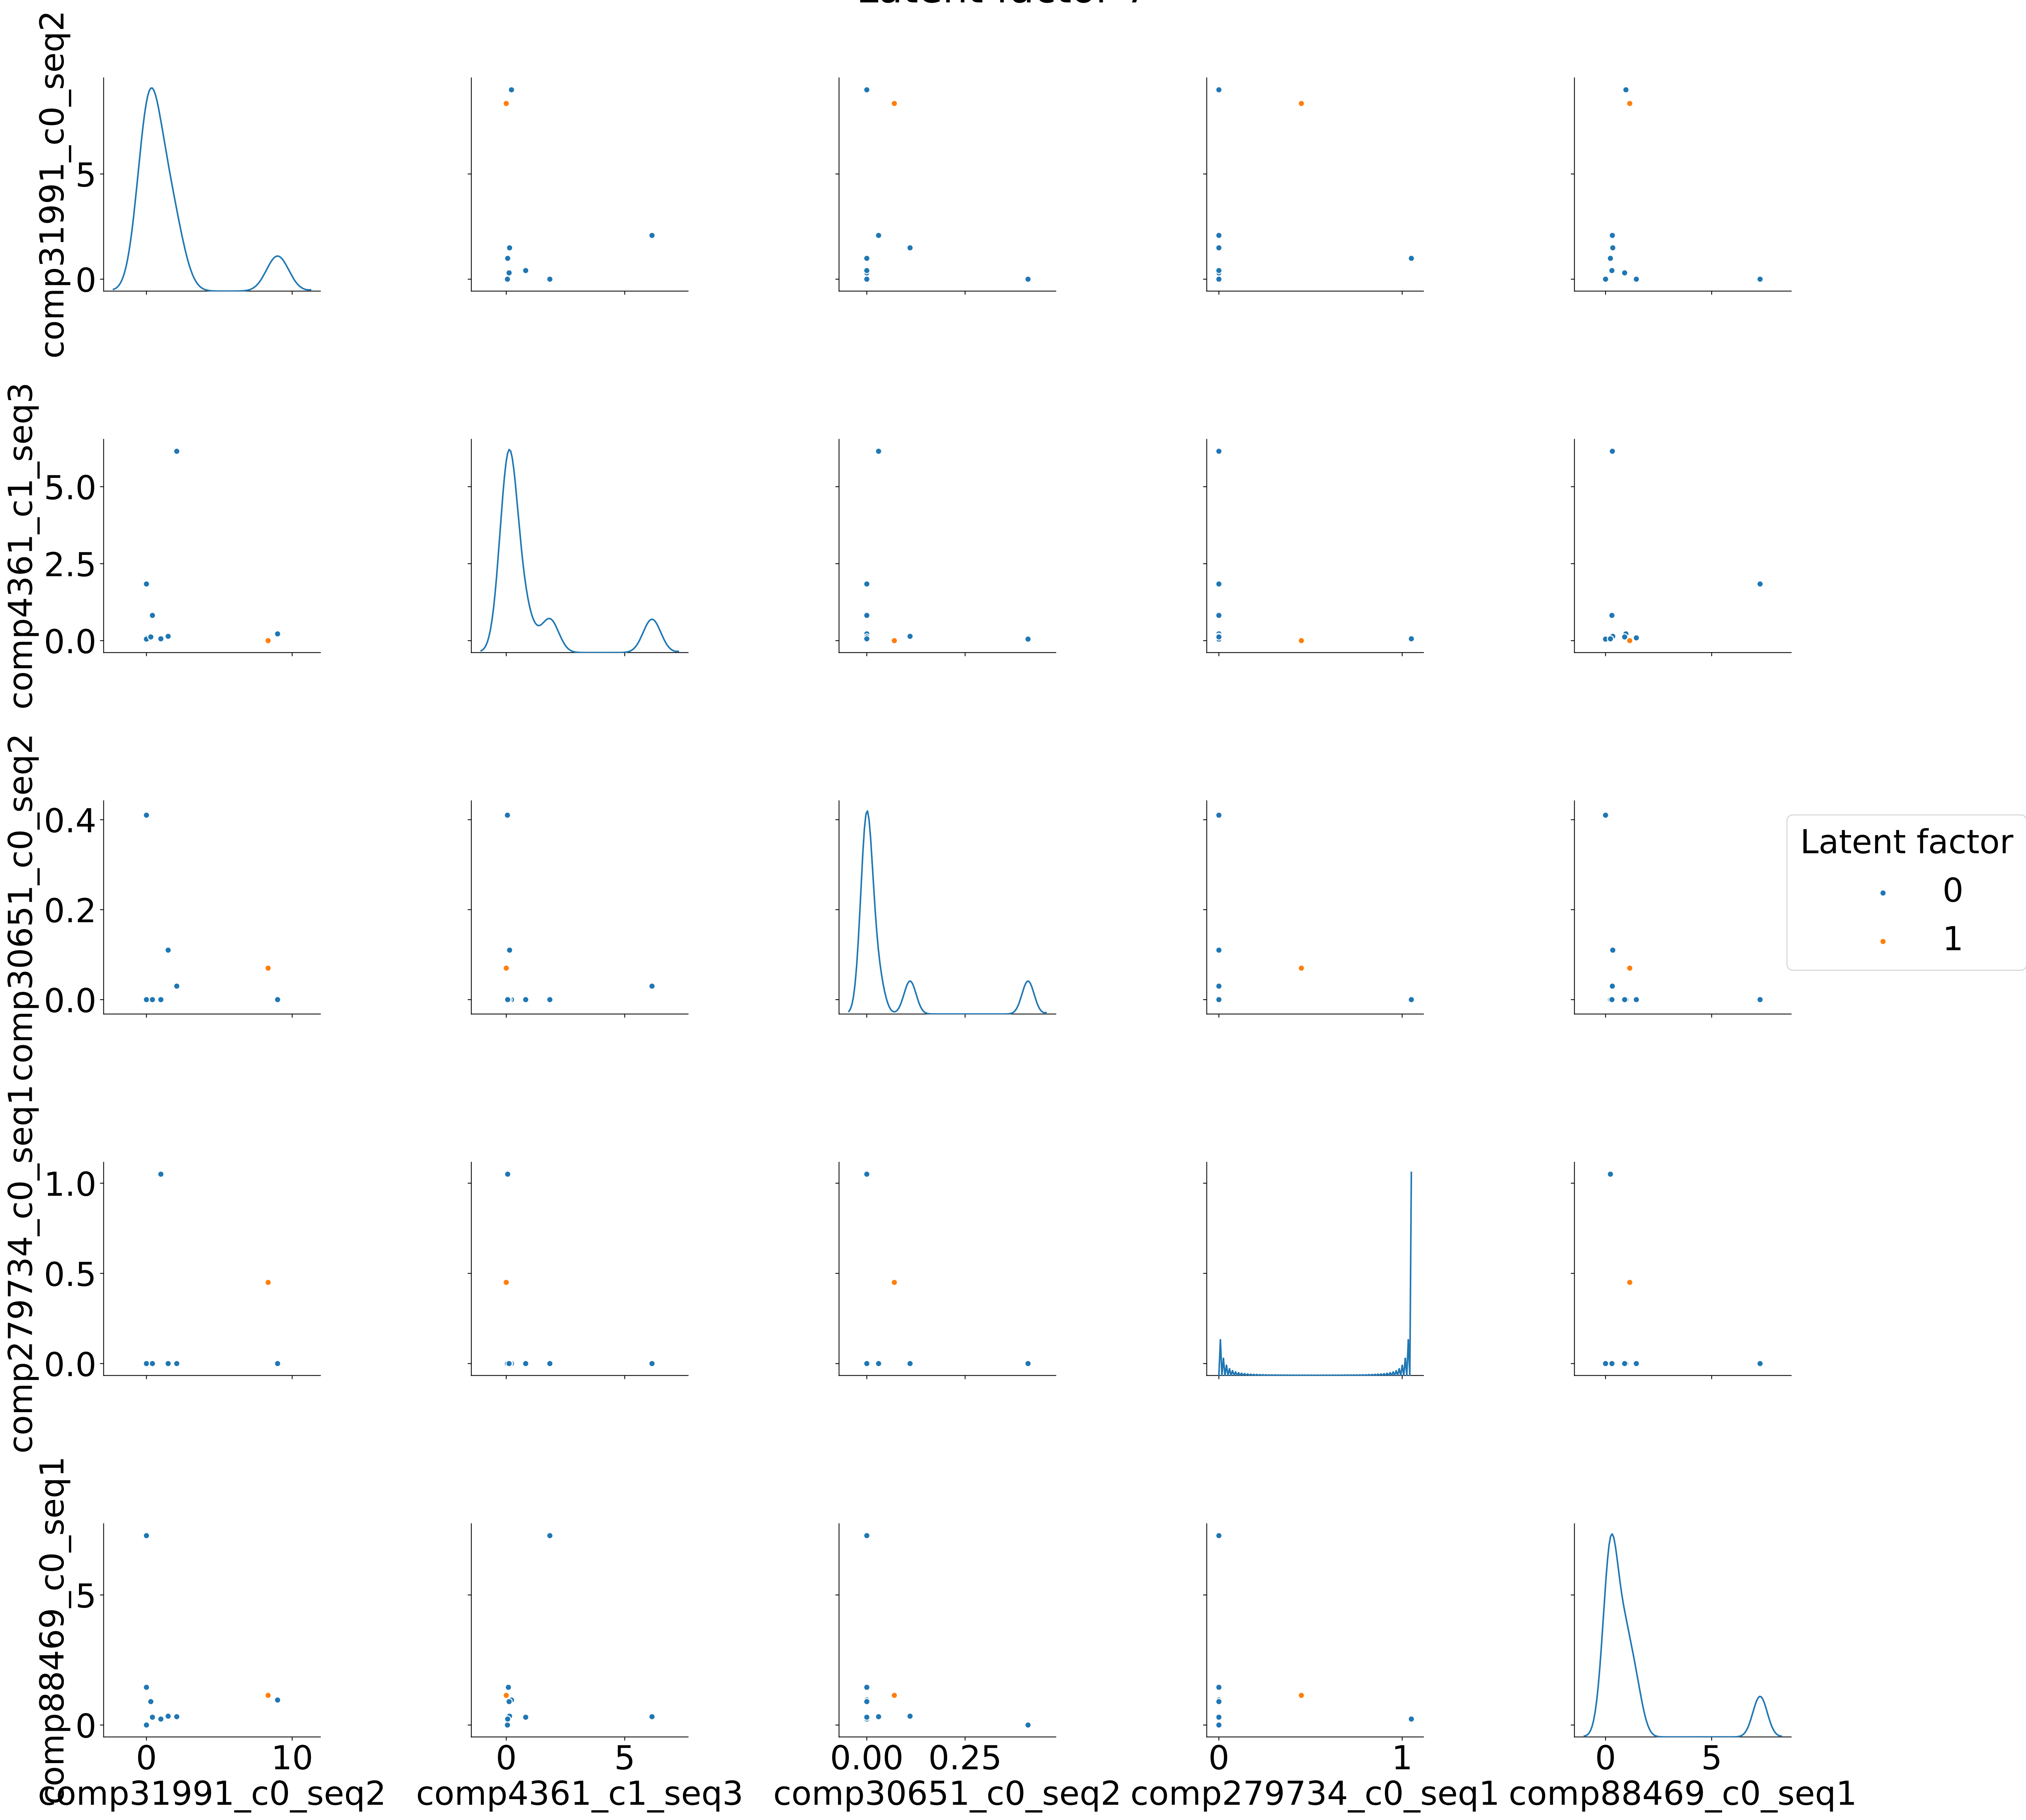 Latent factor
comp31991_c0_seq2
5
0
comp4361_c1_seq3
5.0
2.5
0.0
comp30651_c0_seq2
0.4
0.2
0.0
Latent factor
0
1
comp279734_c0_seq1
1.0
0.5
0.0
comp88469_c0_seq1
5
0
0 10
0 5
0.00 0.25
0 1
0 5
comp31991_c0_seq2
comp4361_c1_seq3
comp30651_c0_seq2
comp279734_c0_seq1
comp88469_c0_seq1